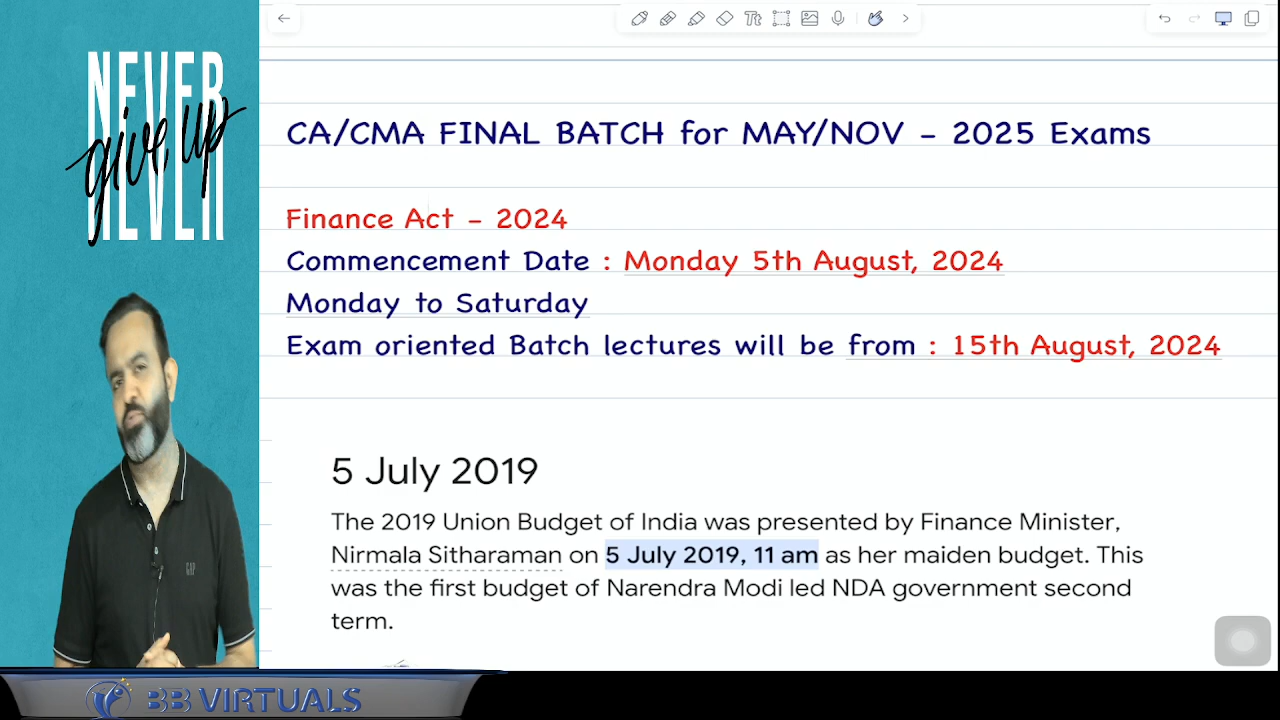 NEVER
give up
NEVER
CA/CMA FINAL BATCH for MAY/NOV - 2025 Exams
Finance Act - 2024
Commencement Date : Monday 5th August, 2024
Monday to Saturday
Exam oriented Batch lectures will be from : 15th August, 2024
5 July 2019
The 2019 Union Budget of India was presented by Finance Minister,
Nirmala Sitharaman on 5 July 2019, 11 am as her maiden budget. This
was the first budget of Narendra Modi led NDA government second
term.
GAP
BB VIRTUALS